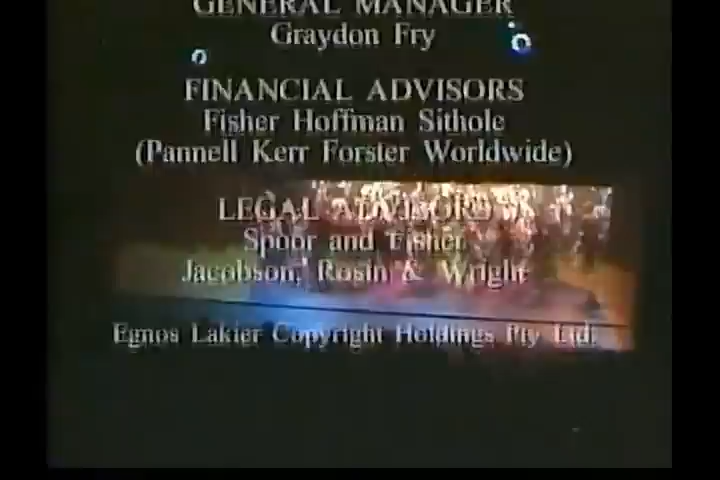 GENERAL MANAGER
Graydon Fry
FINANCIAL ADVISORS
Fisher Hoffman Sithole
(Pannell Kerr Forster Worldwide)
LEGAL ADVISORS
Spoor and Fisher
Jacobson, Rosin & Wright
Egnos Lakier Copyright Holdings Pty Ltd.